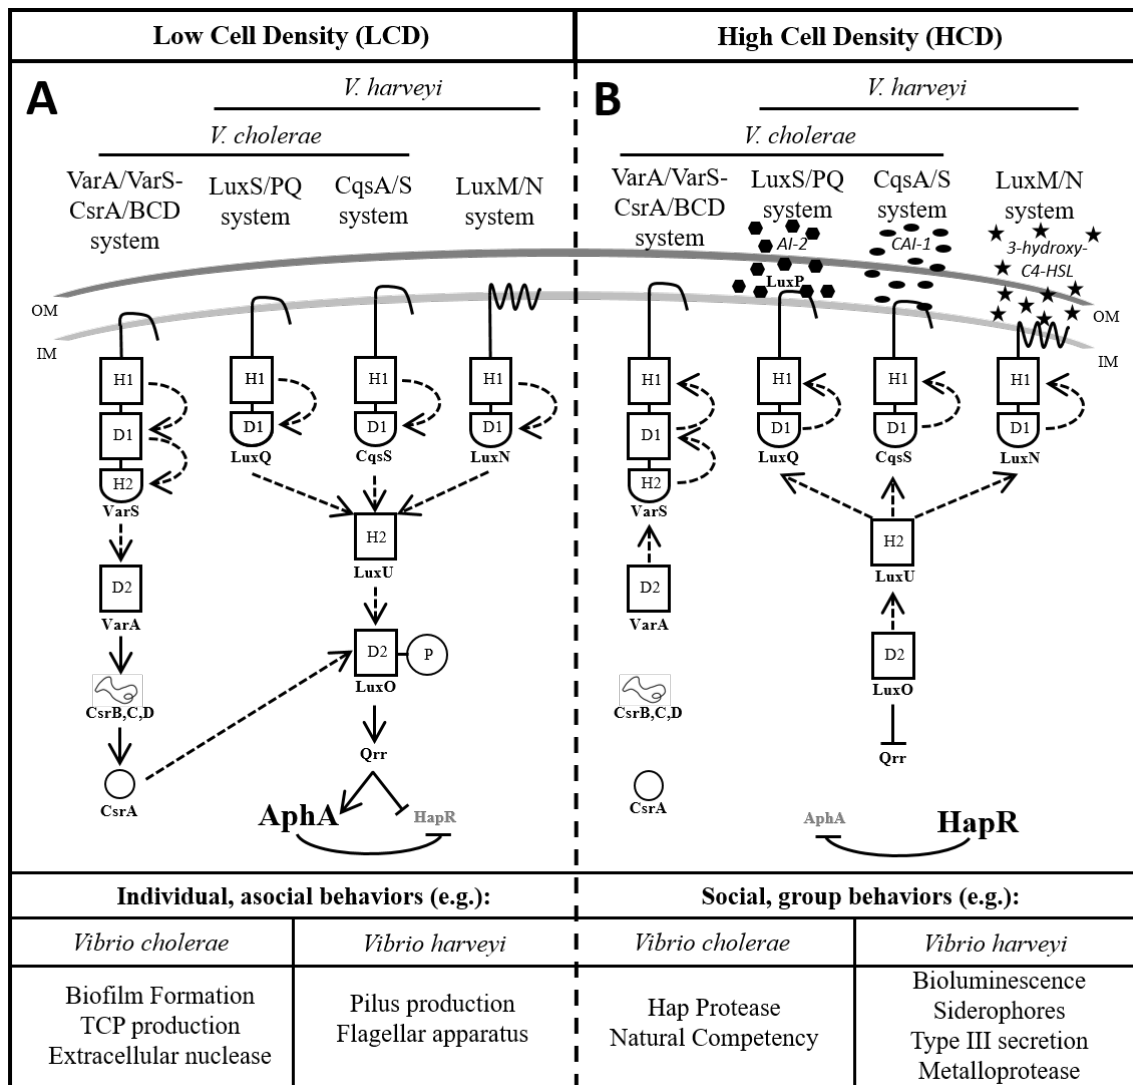 Low Cell Density (LCD)
High Cell Density (HCD)
A
V. harveyi
V. cholerae
VarA/VarS-
CsrA/BCD
system
LuxS/PQ
system
CqsA/S
system
LuxM/N
system
OM
IM
H1
D1
H2
VarS
H1
D1
LuxQ
H1
D1
CqsS
H1
D1
LuxN
H2
LuxU
D2
VarA
D2
P
LuxO
CsrB,C,D
Qrr
CsrA
AphA
HapR
B
V. harveyi
V. cholerae
VarA/VarS-
CsrA/BCD
system
LuxS/PQ
system
CqsA/S
system
LuxM/N
system
AI-2
CAI-1
3-hydroxy-
C4-HSL
LuxP
OM
IM
H1
D1
H2
VarS
H1
D1
LuxQ
H1
D1
CqsS
H1
D1
LuxN
H2
LuxU
D2
VarA
D2
LuxO
CsrB,C,D
Qrr
CsrA
AphA
HapR
Individual, asocial behaviors (e.g.):
Social, group behaviors (e.g.):
Vibrio cholerae
Vibrio harveyi
Vibrio cholerae
Vibrio harveyi
Biofilm Formation
TCP production
Extracellular nuclease
Pilus production
Flagellar apparatus
Hap Protease
Natural Competency
Bioluminescence
Siderophores
Type III secretion
Metalloprotease